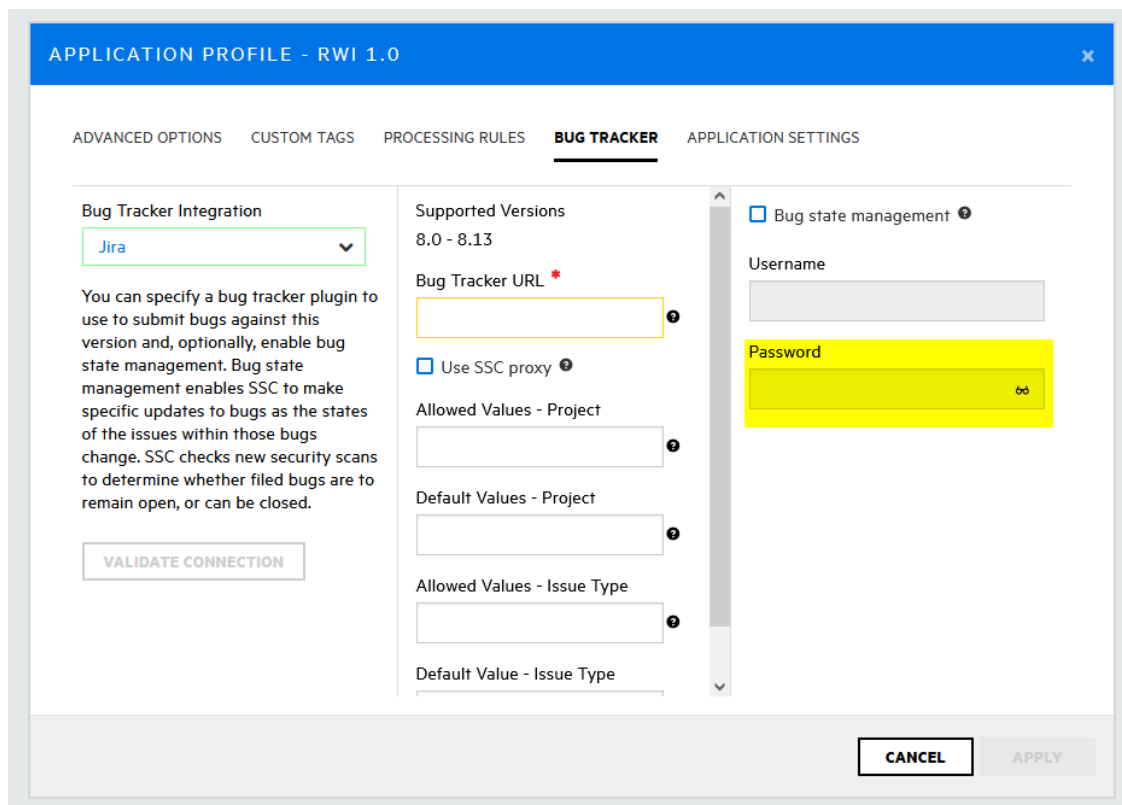 APPLICATION PROFILE - RWI 1.0
ADVANCED OPTIONS CUSTOM TAGS PROCESSING RULES BUG TRACKER APPLICATION SETTINGS
Bug Tracker Integration
Jira
You can specify a bug tracker plugin to
use to submit bugs against this
version and, optionally, enable bug
state management. Bug state
management enables SSC to make
specific updates to bugs as the states
of the issues within those bugs
change. SSC checks new security scans
to determine whether filed bugs are to
remain open, or can be closed.
VALIDATE CONNECTION
Supported Versions
8.0 - 8.13
Bug Tracker URL *
Use SSC proxy
Allowed Values - Project
Default Values - Project
Allowed Values - Issue Type
Default Value - Issue Type
Bug state management
Username
Password
CANCEL APPLY